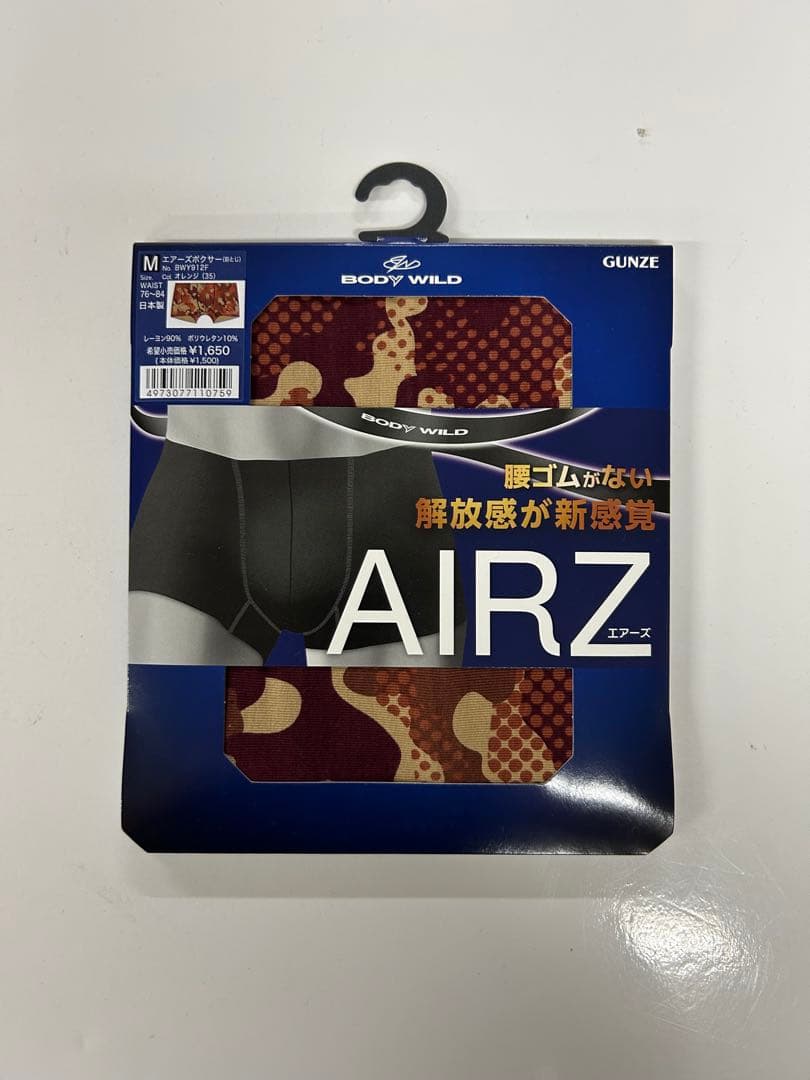 M エアーズボクサー(前とじ)
No. BWY912F
Size. Col. オレンジ (35)
WAIST
76~84
日本製
レーヨン90% ポリウレタン10%
希望小売価格 ¥1,650
(本体価格 ¥1,500)
4973077110759
BODY WILD
GUNZE
BODY WILD
腰ゴムがない
解放感が新感覚
AIRZ
エアーズ